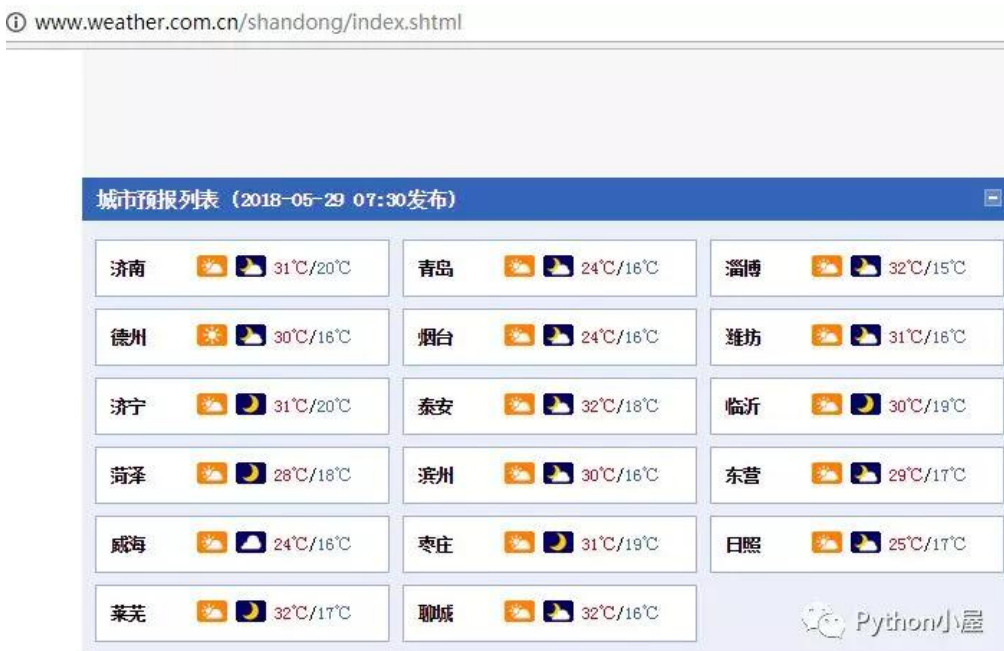 www.weather.com.cn/shandong/index.shtml
城市预报列表（2018-05-29 07:30发布）
济南 31℃/20℃ 青岛 24℃/16℃ 淄博 32℃/15℃
德州 30℃/16℃ 烟台 24℃/16℃ 潍坊 31℃/16℃
济宁 31℃/20℃ 泰安 32℃/18℃ 临沂 30℃/19℃
菏泽 28℃/18℃ 滨州 30℃/16℃ 东营 29℃/17℃
威海 24℃/16℃ 枣庄 31℃/19℃ 日照 25℃/17℃
莱芜 32℃/17℃ 聊城 32℃/16℃
Python小屋